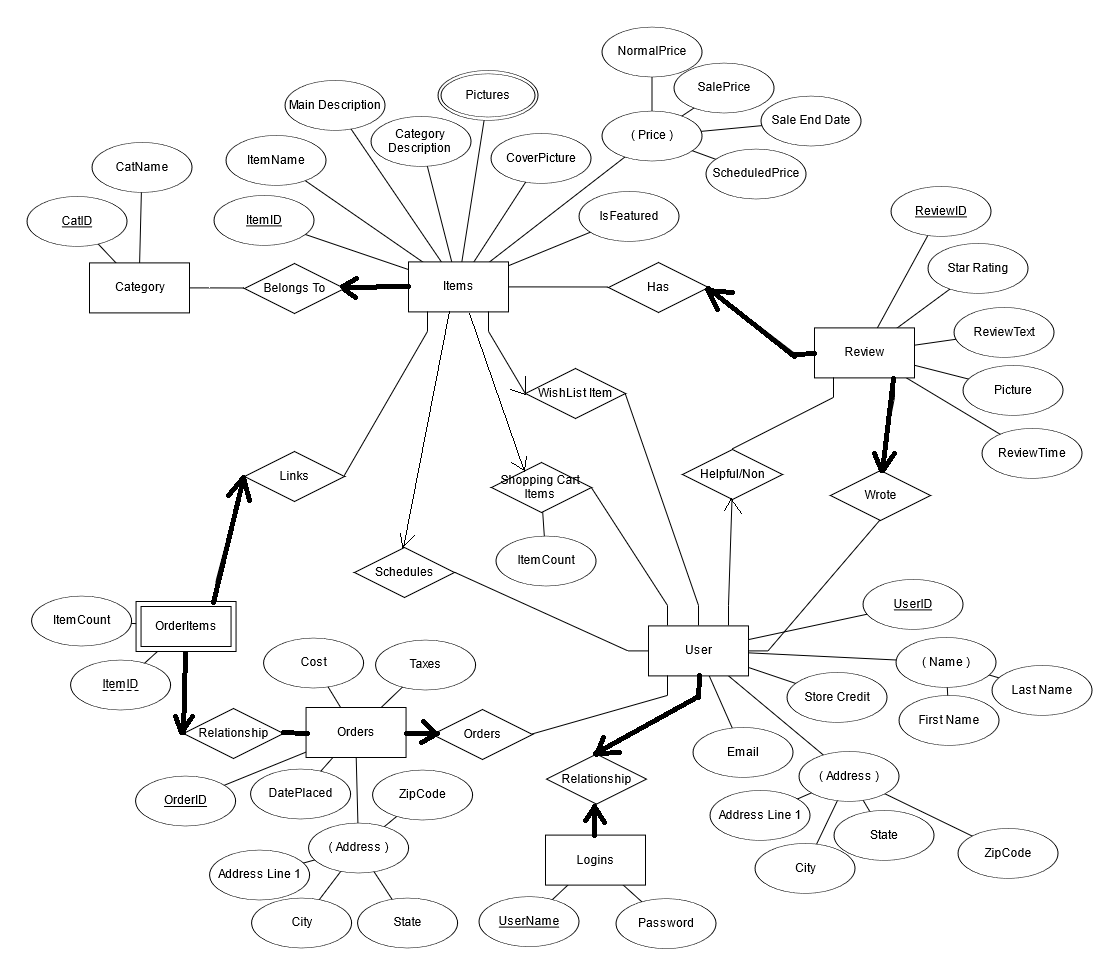 NormalPrice
SalePrice
Pictures
Main Description
( Price )
Sale End Date
Category
Description
CoverPicture
ItemName
CatName
ScheduledPrice
ReviewID
IsFeatured
ItemID
CatID
Star Rating
Category
Belongs To
Items
Has
ReviewText
Review
Picture
WishList Item
ReviewTime
Links
Helpful/Non
Shopping Cart
Items
Wrote
ItemCount
Schedules
UserID
ItemCount
OrderItems
User
( Name )
Cost
Taxes
ItemID
Store Credit
Last Name
First Name
Relationship
Orders
Orders
Email
Relationship
( Address )
OrderID
DatePlaced
ZipCode
Address Line 1
State
( Address )
ZipCode
Logins
City
Address Line 1
City
State
UserName
Password